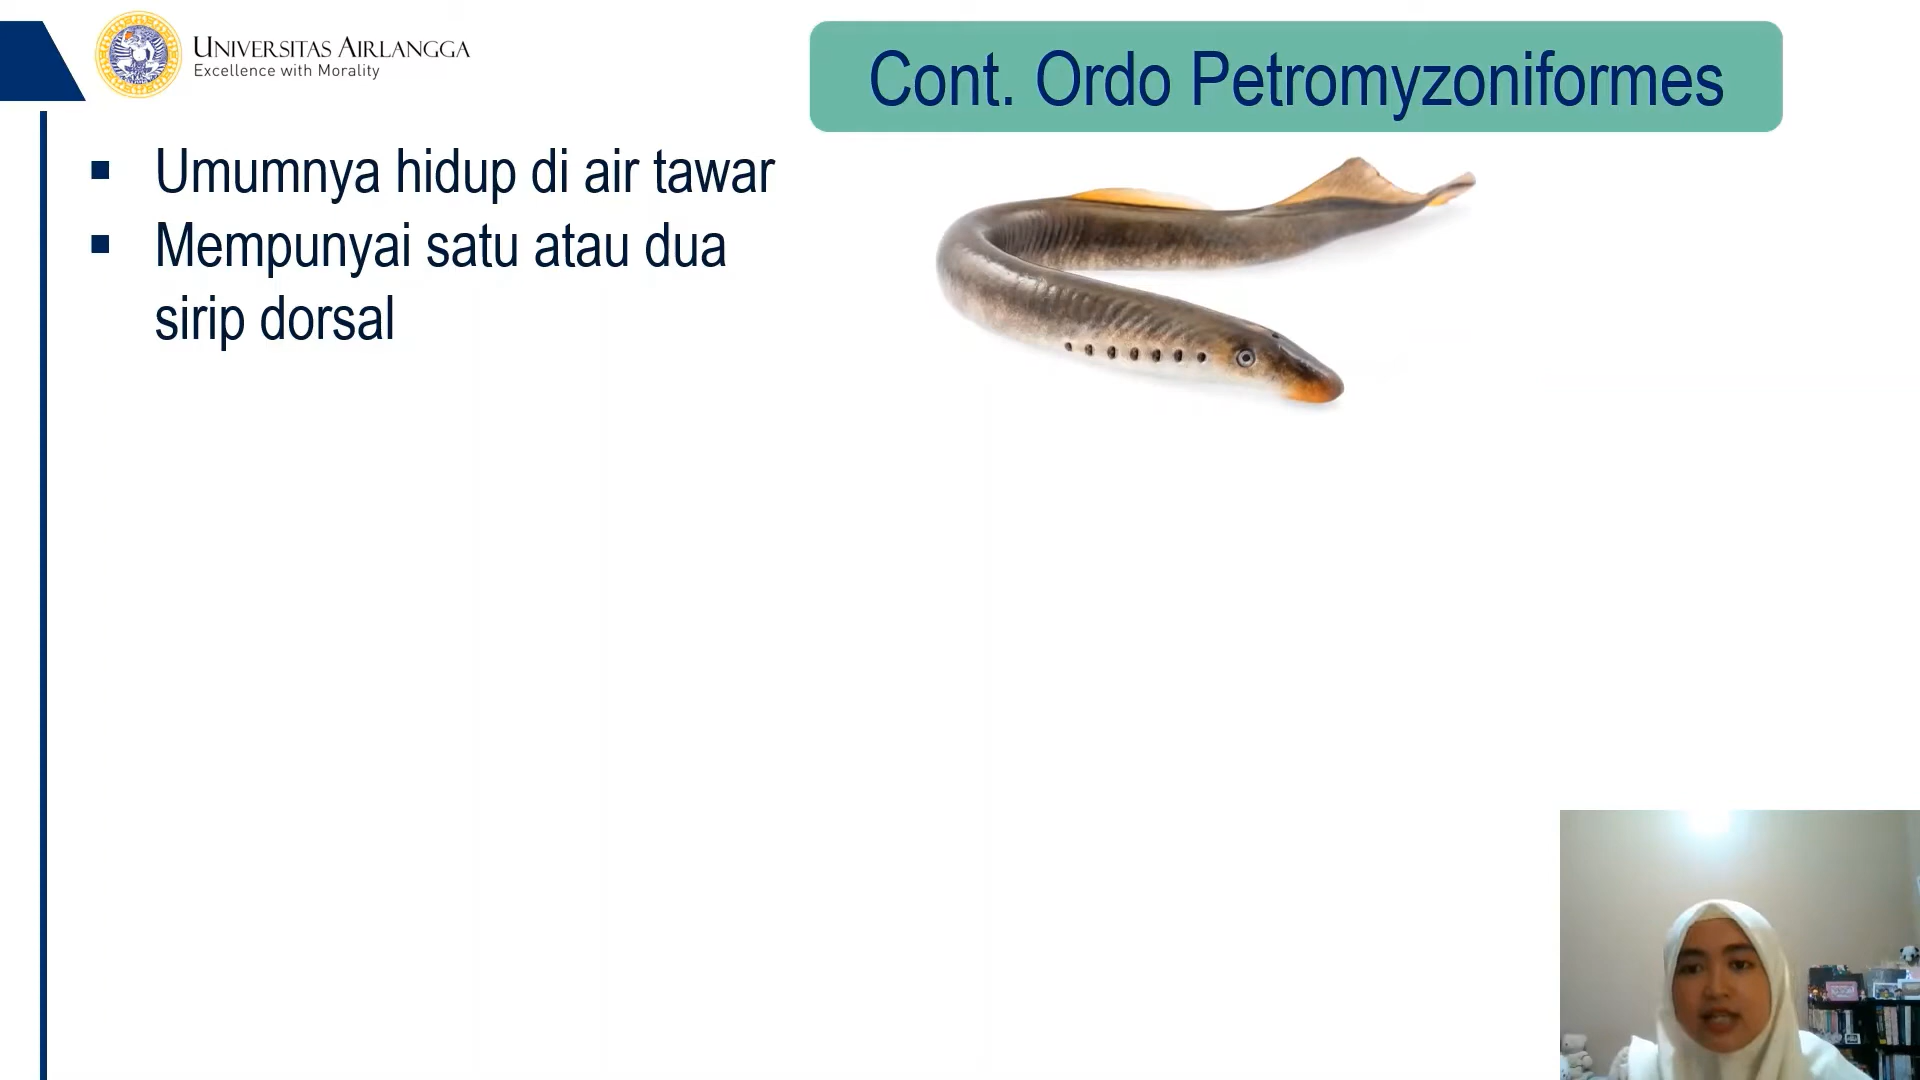 UNIVERSITAS AIRLANGGA
Excellence with Morality
Cont. Ordo Petromyzoniformes
▪ Umumnya hidup di air tawar
▪ Mempunyai satu atau dua
sirip dorsal